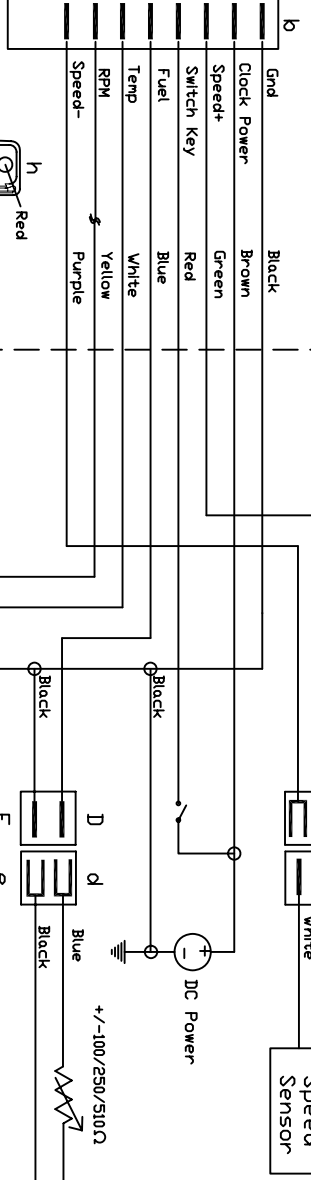 b
Gnd
Clock Power
Speed+
Switch Key
Fuel
Temp
RPM
Speed-
Black
Brown
Green
Red
Blue
White
Yellow
Purple
h
Red
Black
Black
D
d
White
Blue
Black
+
-
DC Power
+/-100/250/510Ω
Speed
Sensor